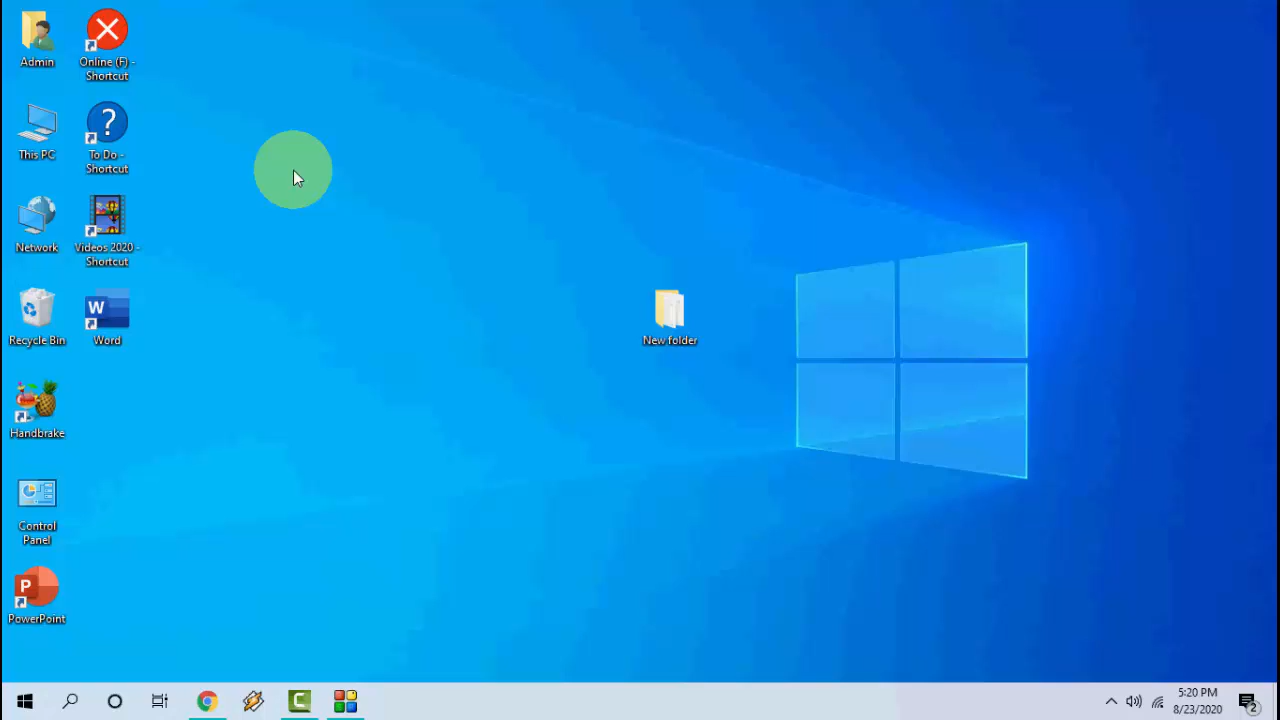 Admin
Online (F) -
Shortcut
This PC
?
To Do -
Shortcut
Network
Videos 2020 -
Shortcut
Recycle Bin
W
Word
New folder
Handbrake
Control
Panel
P
PowerPoint
C
5:20 PM
8/23/2020
2